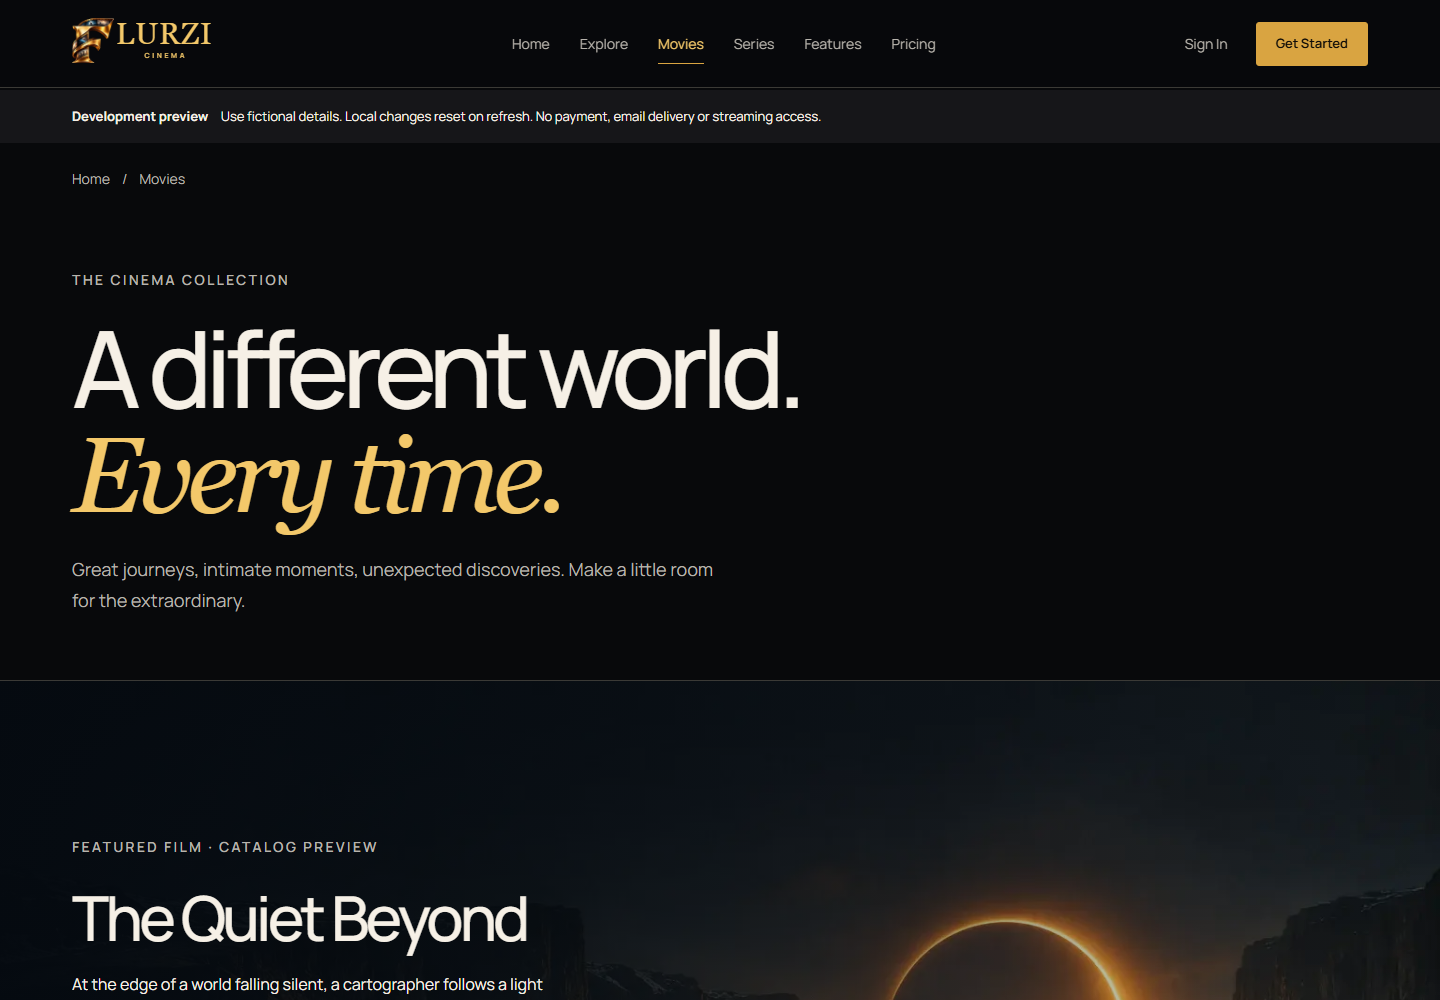 FLURZI
CINEMA
Home Explore Movies Series Features Pricing
Sign In Get Started
Development preview Use fictional details. Local changes reset on refresh. No payment, email delivery or streaming access.
Home / Movies
THE CINEMA COLLECTION
A different world.
Every time.
Great journeys, intimate moments, unexpected discoveries. Make a little room
for the extraordinary.
FEATURED FILM · CATALOG PREVIEW
The Quiet Beyond
At the edge of a world falling silent, a cartographer follows a light